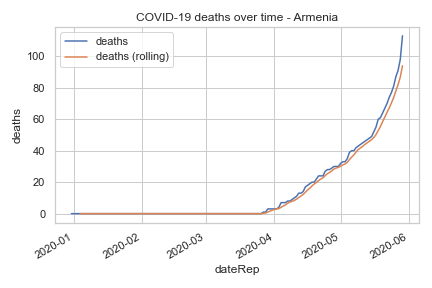 COVID-19 deaths over time - Armenia
deaths
deaths (rolling)
deaths
100
80
60
40
20
0
2020-01
2020-02
2020-03
2020-04
2020-05
2020-06
dateRep